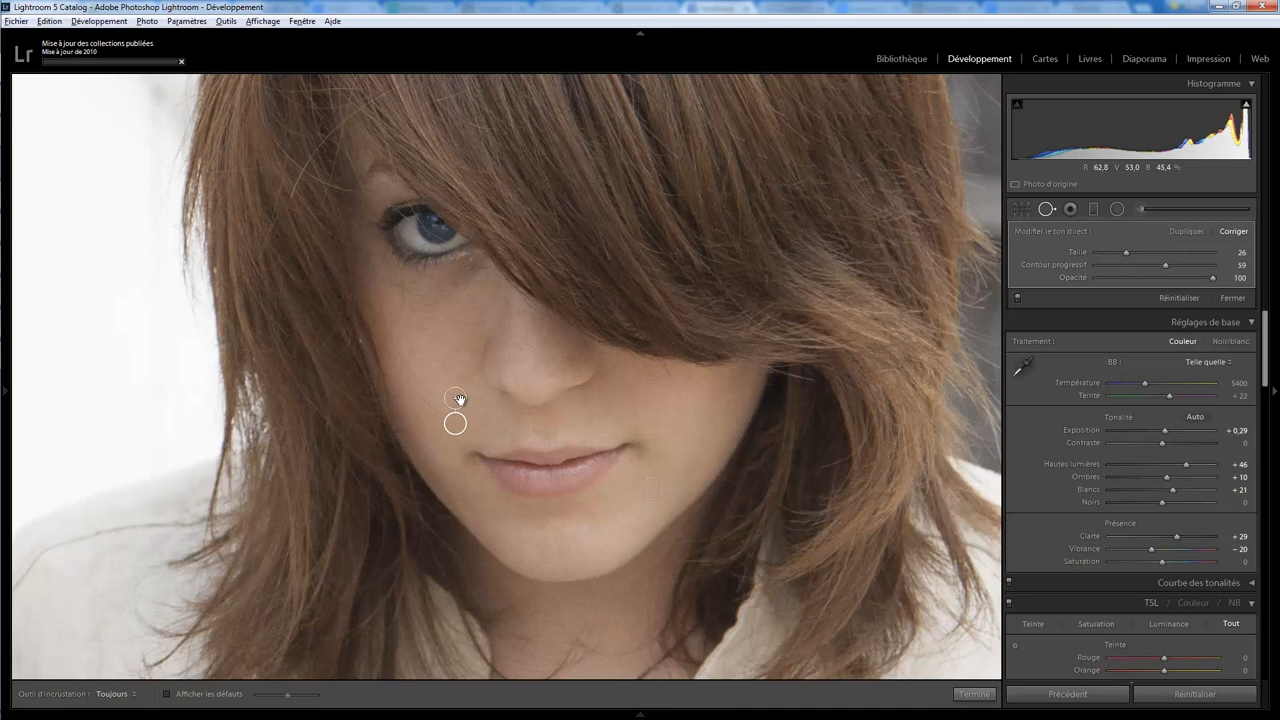 Lightroom 5 Catalog - Adobe Photoshop Lightroom - Développement
Fichier Edition Développement Photo Paramètres Outils Affichage Fenêtre Aide
Lr
Mise à jour des collections publiées
Mise à jour de 2010
Bibliothèque | Développement | Cartes | Livres | Diaporama | Impression | Web
Histogramme
R 62,8 V 53,0 B 45,4 %
Photo d'origine
Modifier le ton direct : Dupliquer Corriger
Taille 26
Contour progressif 59
Opacité 100
Réinitialiser Fermer
Réglages de base
Traitement : Couleur Noir/blanc
BB : Telle quelle
Température 5400
Teinte + 22
Tonalité Auto
Exposition + 0,29
Contraste 0
Hautes lumières + 46
Ombres + 10
Blancs + 21
Noirs 0
Présence
Clarté + 29
Vibrance − 20
Saturation 0
Courbe des tonalités
TSL / Couleur / NB
Teinte Saturation Luminance Tout
Teinte
Rouge 0
Orange 0
Outil d'incrustation : Toujours Afficher les défauts Terminé
Précédent Réinitialiser